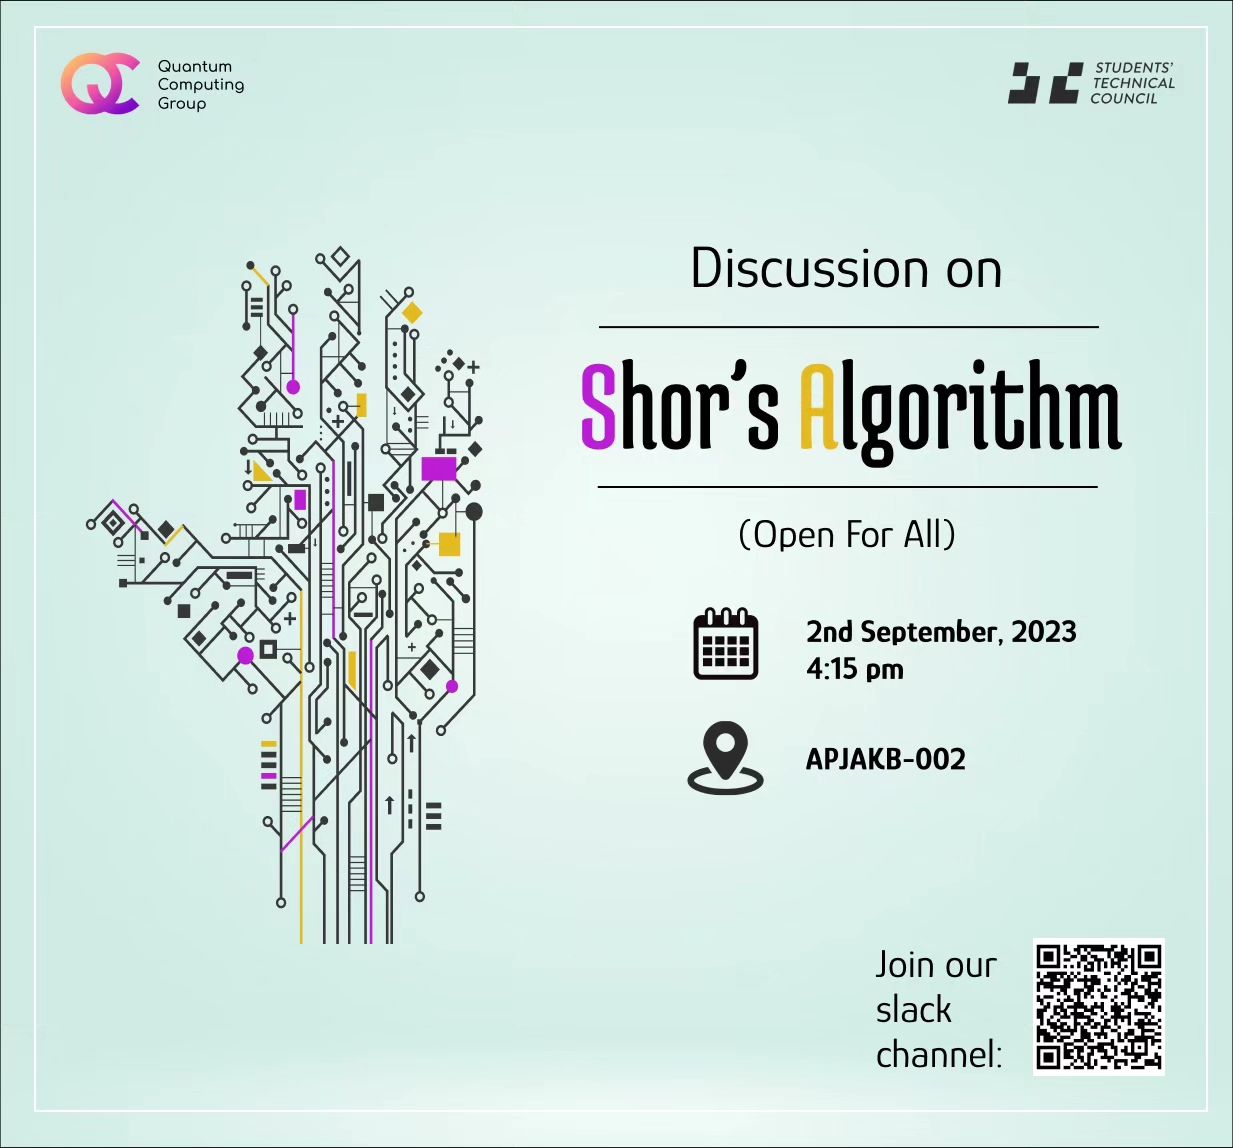 Quantum
Computing
Group
STUDENTS'
TECHNICAL
COUNCIL
Discussion on
Shor's Algorithm
(Open For All)
2nd September, 2023
4:15 pm
APJAKB-002
Join our
slack
channel: